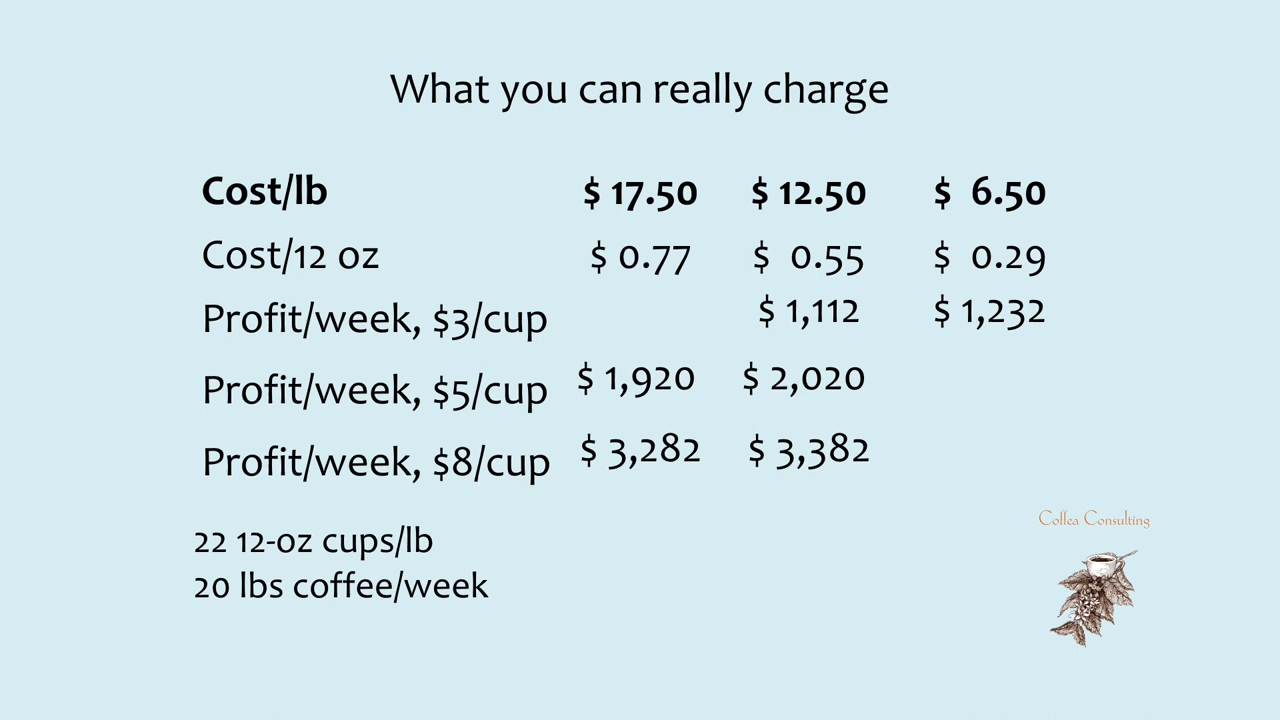 What you can really charge
Cost/lb $ 17.50 $ 12.50 $ 6.50
Cost/12 oz $ 0.77 $ 0.55 $ 0.29
Profit/week, $3/cup $ 1,112 $ 1,232
Profit/week, $5/cup $ 1,920 $ 2,020
Profit/week, $8/cup $ 3,282 $ 3,382
22 12-oz cups/lb
20 lbs coffee/week
Coffea Consulting